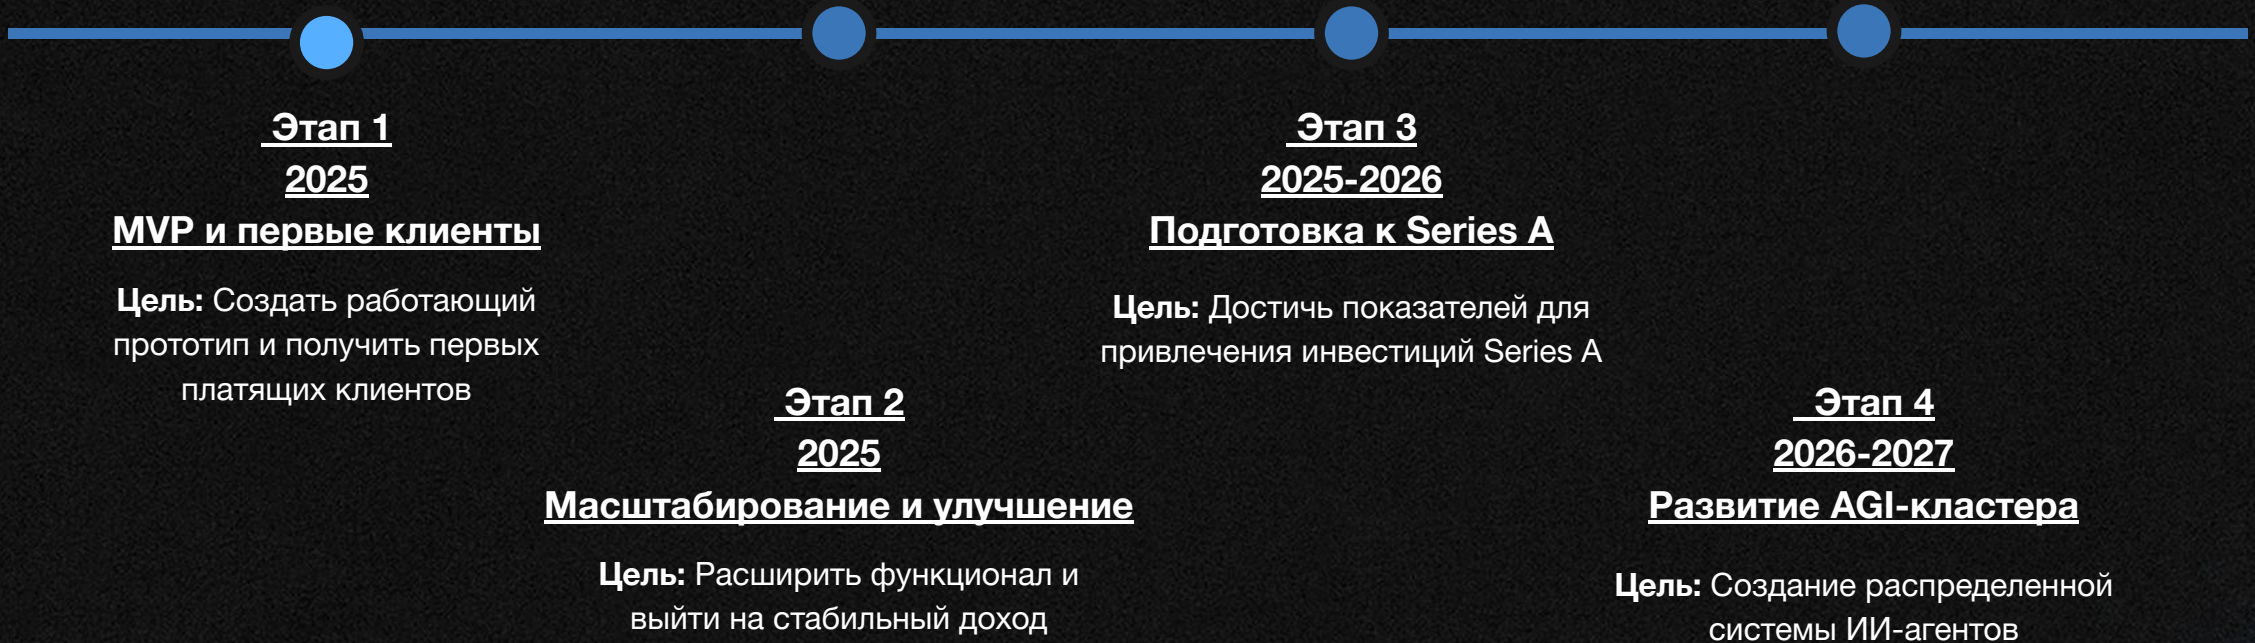 Этап 1
2025
MVP и первые клиенты
Цель: Создать работающий
прототип и получить первых
платящих клиентов
Этап 2
2025
Масштабирование и улучшение
Цель: Расширить функционал и
выйти на стабильный доход
Этап 3
2025-2026
Подготовка к Series A
Цель: Достичь показателей для
привлечения инвестиций Series A
Этап 4
2026-2027
Развитие AGI-кластера
Цель: Создание распределенной
системы ИИ-агентов